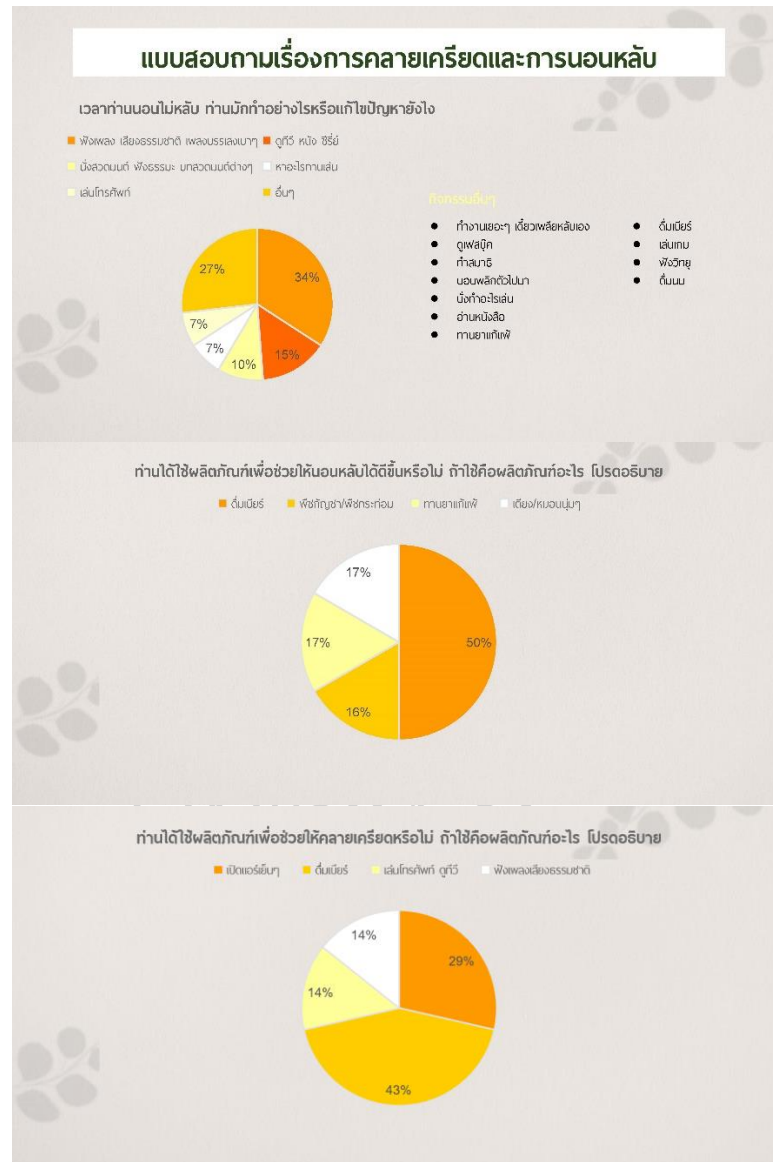 แบบสอบถามเรื่องการคลายเครียดและการนอนหลับ
เวลาท่านนอนไม่หลับ ท่านมักทำอย่างไรหรือแก้ไขปัญหายังไง
ฟังเพลง เสียงธรรมชาติ เพลงบรรเลงเบาๆ ดูทีวี หนัง ซีรี่ย์
นั่งสวดมนต์ ฟังธรรมะ บทสวดมนต์ต่างๆ หาอะไรทานเล่น
เล่นโทรศัพท์ อื่นๆ
27%
34%
7%
7%
10%
15%
กิจกรรมอื่นๆ
● ทำงานเยอะๆ เดี๋ยวเพลียหลับเอง
● ดูเฟสบุ๊ค
● ทำสมาธิ
● นอนพลิกตัวไปมา
● นั่งทำอะไรเล่น
● อ่านหนังสือ
● ทานยาแก้แพ้
● ดื่มเบียร์
● เล่นเกม
● ฟังวิทยุ
● ดื่มนม
ท่านได้ใช้ผลิตภัณฑ์เพื่อช่วยให้นอนหลับได้ดีขึ้นหรือไม่ ถ้าใช้คือผลิตภัณฑ์อะไร โปรดอธิบาย
ดื่มเบียร์ พืชกัญชา/พืชกระท่อม ทานยาแก้แพ้ เตียง/หมอนนุ่มๆ
17%
17%
50%
16%
ท่านได้ใช้ผลิตภัณฑ์เพื่อช่วยให้คลายเครียดหรือไม่ ถ้าใช้คือผลิตภัณฑ์อะไร โปรดอธิบาย
เปิดแอร์เย็นๆ ดื่มเบียร์ เล่นโทรศัพท์ ดูทีวี ฟังเพลงเสียงธรรมชาติ
14%
29%
14%
43%